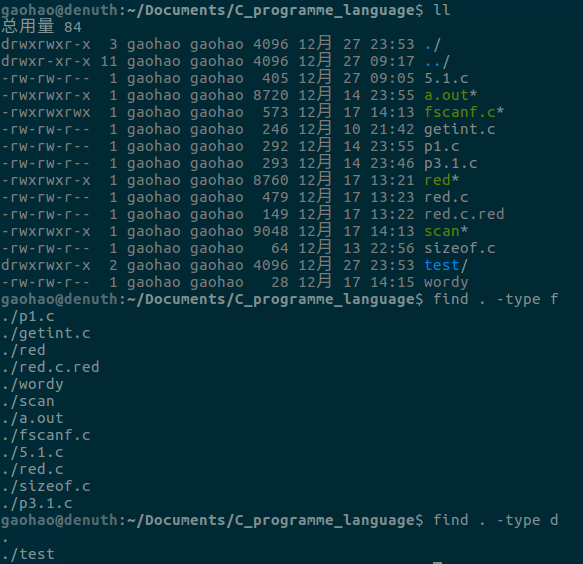 gaohao@denuth:~/Documents/C_programme_language$ ll
总用量 84
drwxrwxr-x  3 gaohao gaohao 4096 12月 27 23:53 ./
drwxr-xr-x 11 gaohao gaohao 4096 12月 27 09:17 ../
-rw-rw-r--  1 gaohao gaohao  405 12月 27 09:05 5.1.c
-rwxrwxr-x  1 gaohao gaohao 8720 12月 14 23:55 a.out*
-rwxrwxrwx  1 gaohao gaohao  573 12月 17 14:13 fscanf.c*
-rw-rw-r--  1 gaohao gaohao  246 12月 10 21:42 getint.c
-rw-rw-r--  1 gaohao gaohao  292 12月 14 23:55 p1.c
-rw-rw-r--  1 gaohao gaohao  293 12月 14 23:46 p3.1.c
-rwxrwxr-x  1 gaohao gaohao 8760 12月 17 13:21 red*
-rw-rw-r--  1 gaohao gaohao  479 12月 17 13:23 red.c
-rw-rw-r--  1 gaohao gaohao  149 12月 17 13:22 red.c.red
-rwxrwxr-x  1 gaohao gaohao 9048 12月 17 14:13 scan*
-rw-rw-r--  1 gaohao gaohao   64 12月 13 22:56 sizeof.c
drwxrwxr-x  2 gaohao gaohao 4096 12月 27 23:53 test/
-rw-rw-r--  1 gaohao gaohao   28 12月 17 14:15 wordy
gaohao@denuth:~/Documents/C_programme_language$ find . -type f
./p1.c
./getint.c
./red
./red.c.red
./wordy
./scan
./a.out
./fscanf.c
./5.1.c
./red.c
./sizeof.c
./p3.1.c
gaohao@denuth:~/Documents/C_programme_language$ find . -type d
.
./test